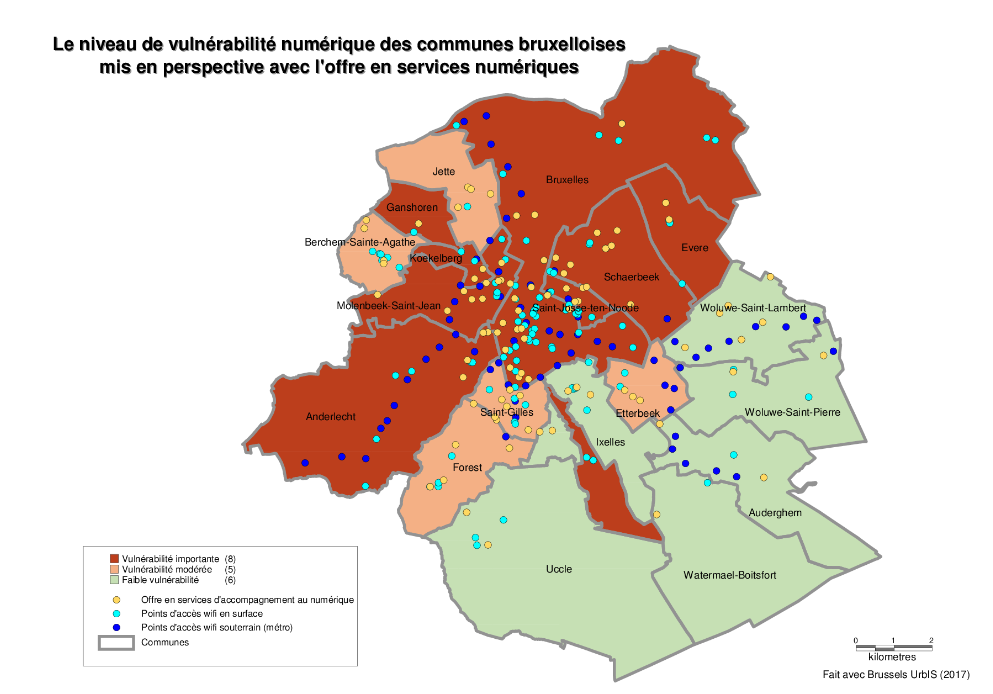 Le niveau de vulnérabilité numérique des communes bruxelloises
mis en perspective avec l'offre en services numériques
Jette
Bruxelles
Ganshoren
Berchem-Sainte-Agathe
Evere
Koekelberg
Schaerbeek
Molenbeek-Saint-Jean
Saint-Josse-ten-Noode
Woluwe-Saint-Lambert
Anderlecht
Saint-Gilles
Etterbeek
Woluwe-Saint-Pierre
Ixelles
Forest
Auderghem
Uccle
Watermael-Boitsfort
Vulnérabilité importante (8)
Vulnérabilité modérée (5)
Faible vulnérabilité (6)
Offre en services d'accompagnement au numérique
Points d'accès wifi en surface
Points d'accès wifi souterrain (métro)
Communes
0 1 2
kilometres
Fait avec Brussels UrbIS (2017)